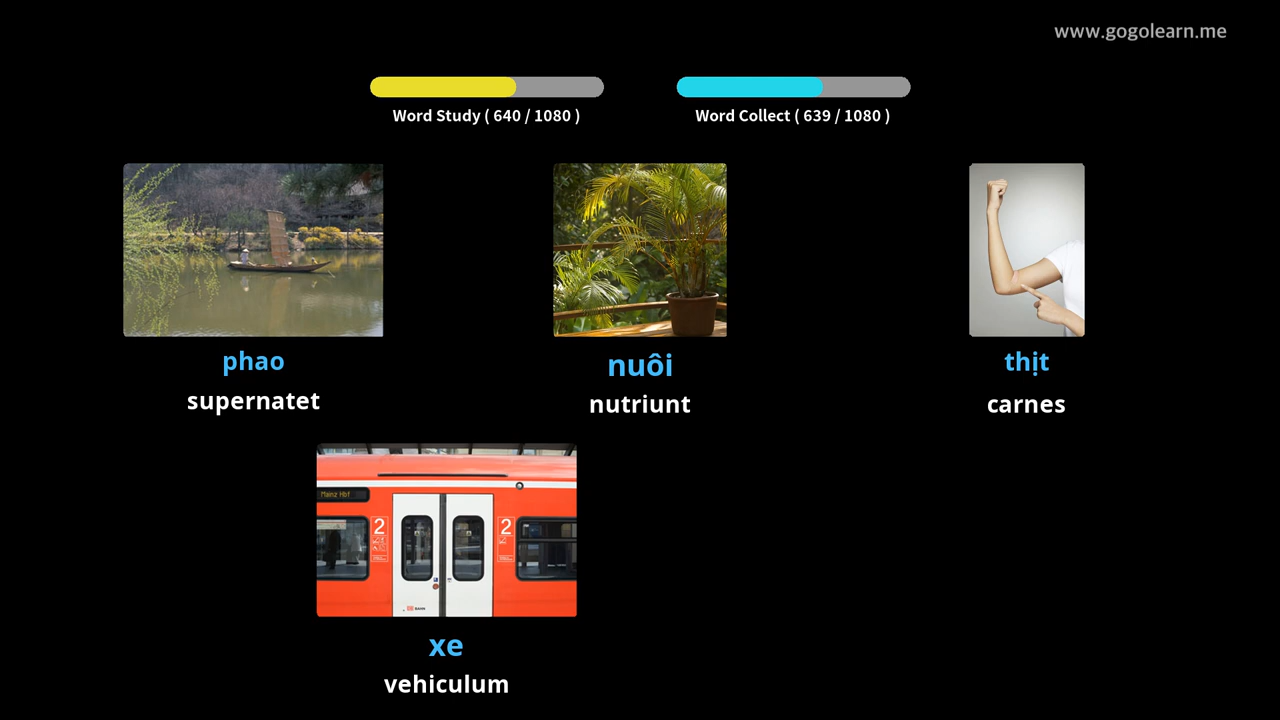 www.gogolearn.me
Word Study ( 640 / 1080 )
Word Collect ( 639 / 1080 )
phao
supernatet
nuôi
nutriunt
thịt
carnes
Mainz Hbf
2
2
xe
vehiculum